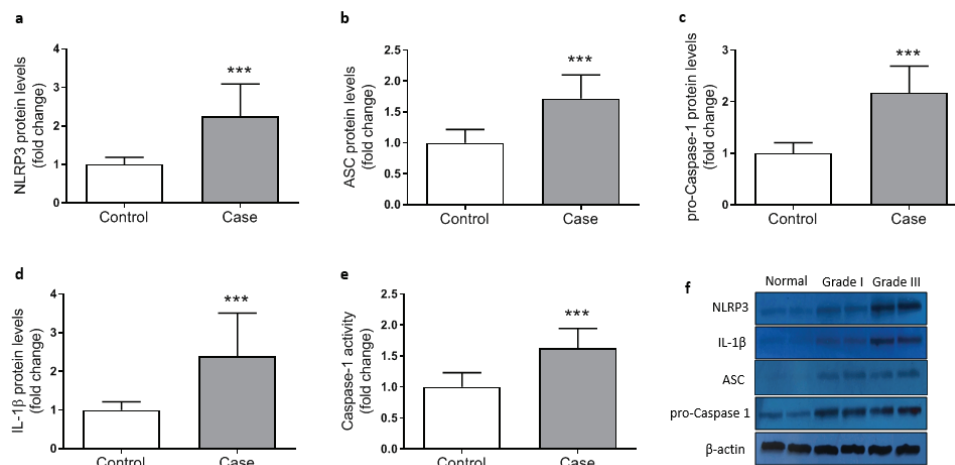 a
NLRP3 protein levels
(fold change)
4
3
2
1
0
***
Control Case
b
ASC protein levels
(fold change)
2.5
2.0
1.5
1.0
0.5
0.0
***
Control Case
c
pro-Caspase-1 protein levels
(fold change)
3
2
1
0
***
Control Case
d
IL-1β protein levels
(fold change)
4
3
2
1
0
***
Control Case
e
Caspase-1 activity
(fold change)
2.5
2.0
1.5
1.0
0.5
0.0
***
Control Case
f
Normal Grade I Grade III
NLRP3
IL-1β
ASC
pro-Caspase 1
β-actin